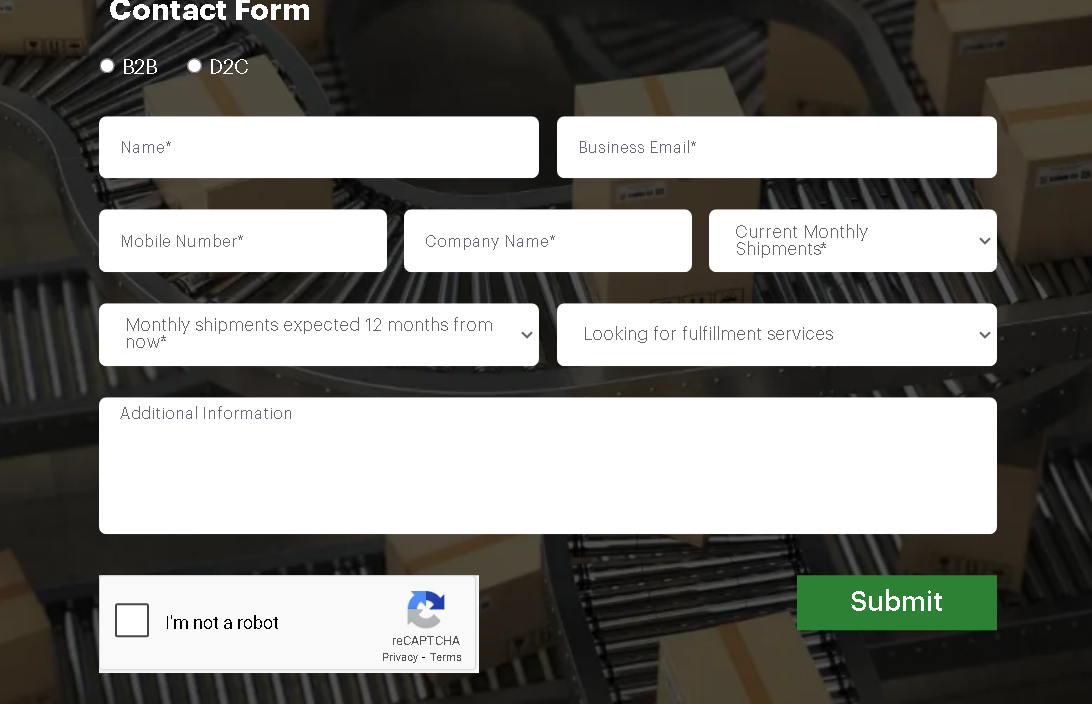 Contact Form
B2B D2C
Name* Business Email*
Mobile Number* Company Name* Current Monthly
Shipments*
Monthly shipments expected 12 months from
now*
Looking for fulfillment services
Additional Information
I'm not a robot
reCAPTCHA
Privacy - Terms
Submit